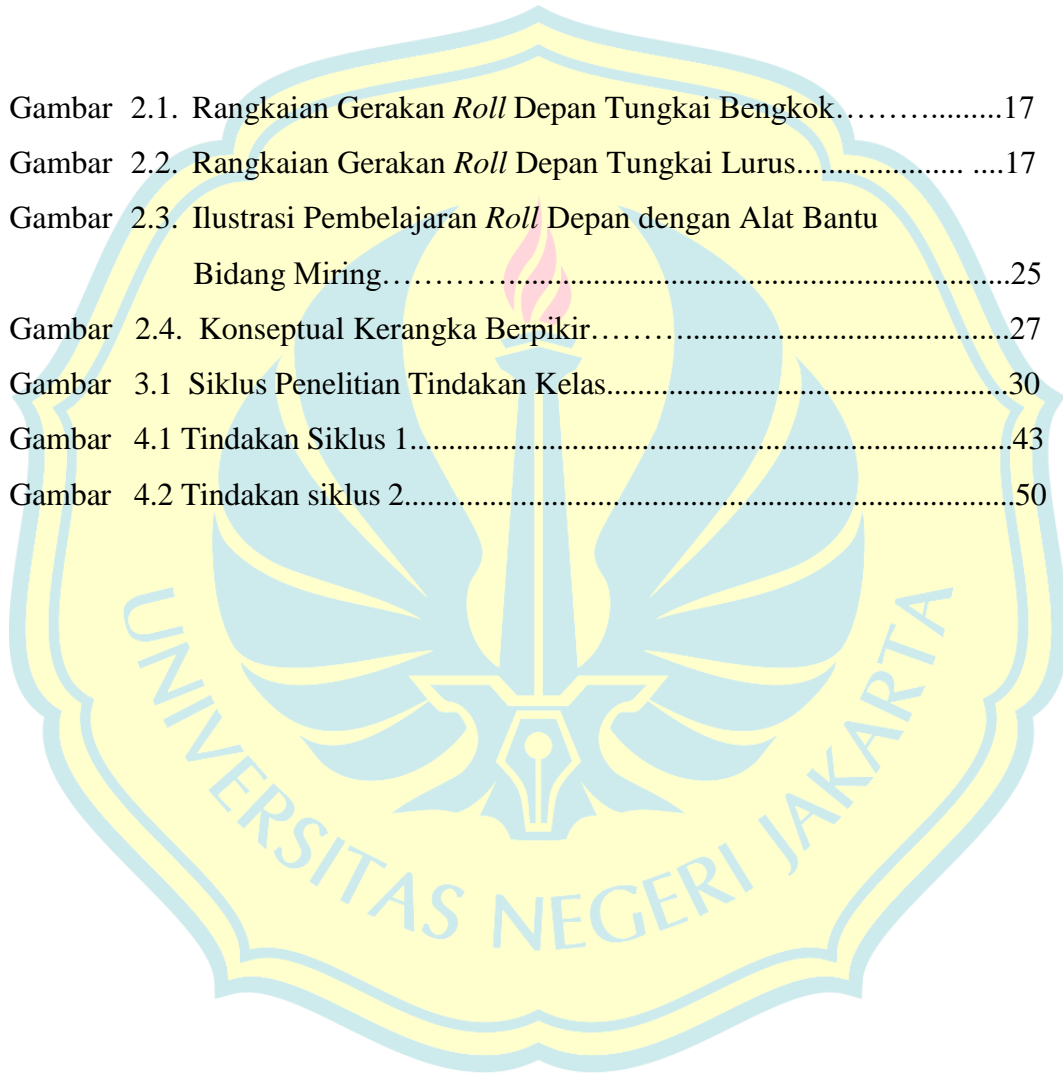 Gambar 2.1. Rangkaian Gerakan Roll Depan Tungkai Bengkok……….........17
Gambar 2.2. Rangkaian Gerakan Roll Depan Tungkai Lurus.................... ....17
Gambar 2.3. Ilustrasi Pembelajaran Roll Depan dengan Alat Bantu
Bidang Miring…………....................................................................................25
Gambar 2.4. Konseptual Kerangka Berpikir………......................................................27
Gambar 3.1 Siklus Penelitian Tindakan Kelas.....................................................................30
Gambar 4.1 Tindakan Siklus 1.......................................................................................................43
Gambar 4.2 Tindakan siklus 2.........................................................................................................50
UNIVERSITAS NEGERI JAKARTA